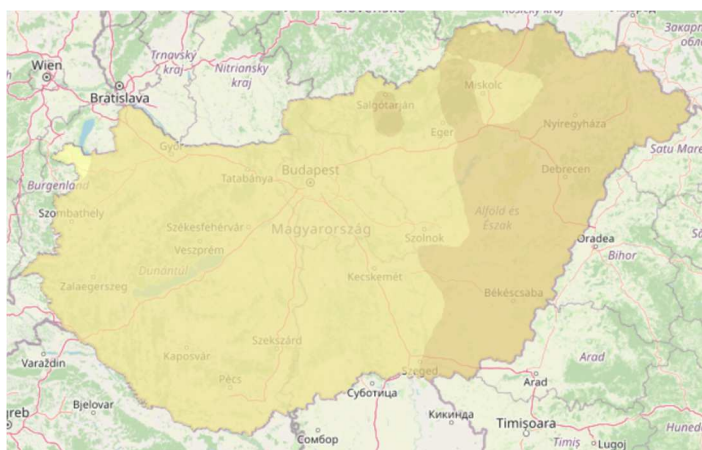 Košický kraj
Wien
Trnavský
kraj
Nitriansky
kraj
Bratislava
Miskolc
Salgótarján
Eger
Nyíregyháza
Győr
Satu Mare
Budapest
Tatabánya
Debrecen
Burgenland
Szombathely
Alföld és
Észak
Székesfehérvár
Magyarország
Szolnok
Oradea
Veszprém
Bihor
Dunántúl
Kecskemét
Zalaegerszeg
Békéscsaba
Szekszárd
Kaposvár
Varaždin
Arad
Szeged
Pécs
Arad
Суботица
Bjelovar
Кикинда
Timișoara
Сомбор
Timiș
Lugoj